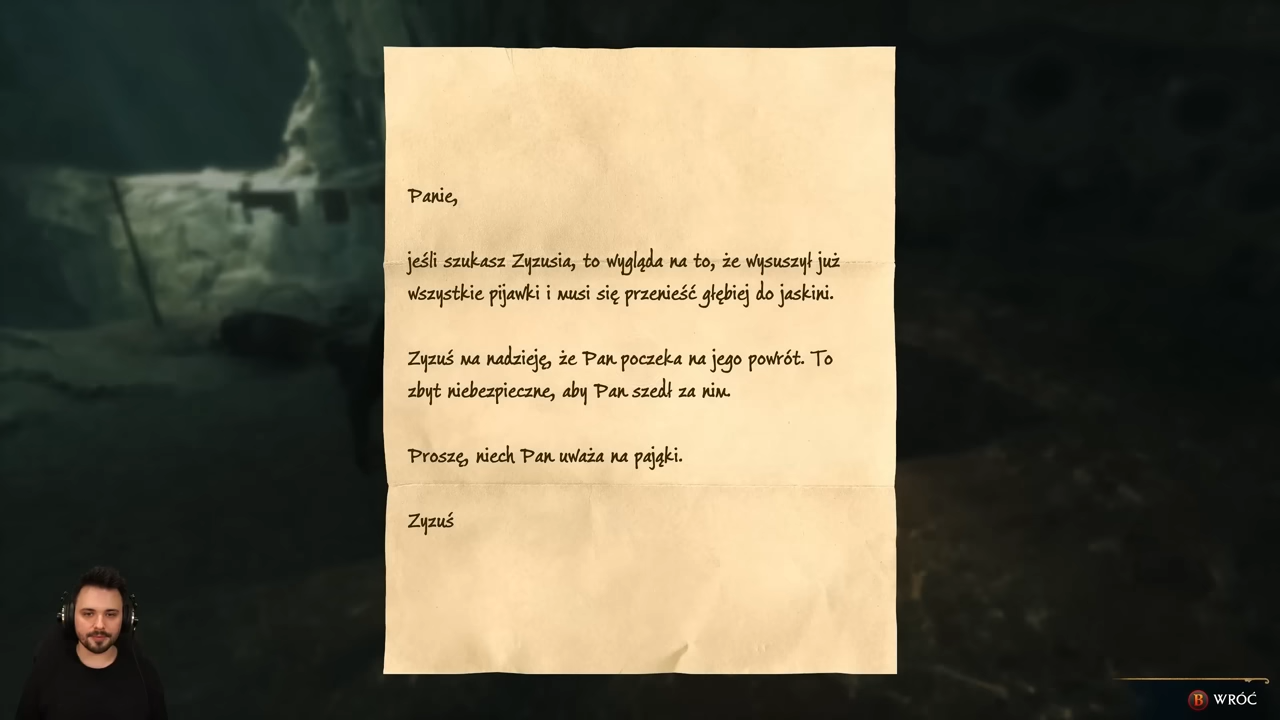 Panie,
jeśli szukasz Zyzusia, to wygląda na to, że wysuszył już
wszystkie pijawki i musi się przenieść głębiej do jaskini.
Zyzuś ma nadzieję, że Pan poczeka na jego powrót. To
zbyt niebezpieczne, aby Pan szedł za nim.
Proszę, niech Pan uważa na pająki.
Zyzuś
B WRÓĆ